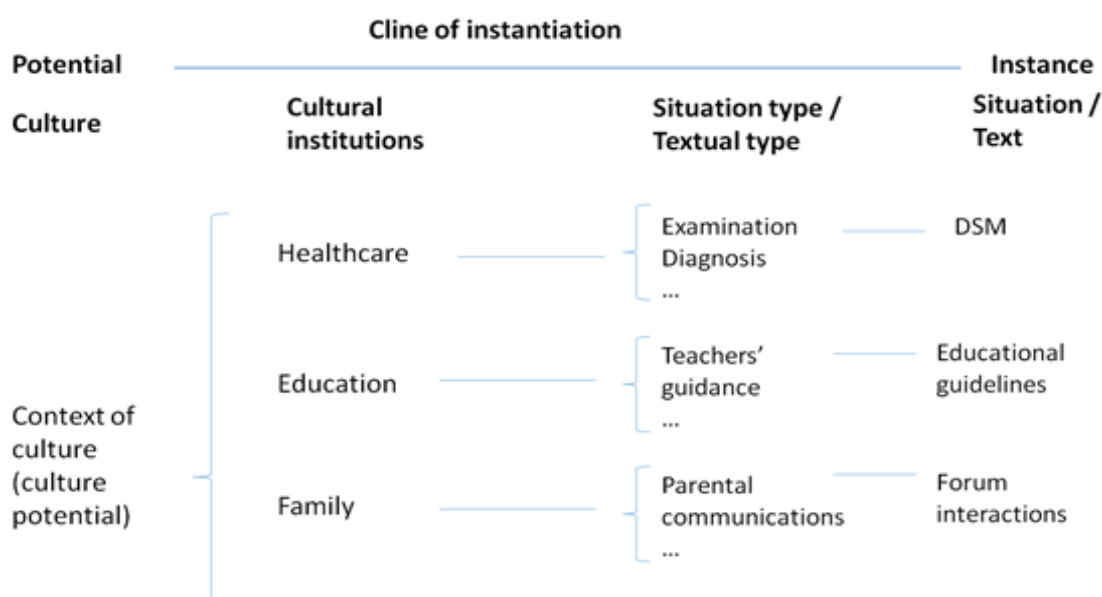 Cline of instantiation
Potential
Instance
Culture
Cultural
institutions
Situation type /
Textual type
Situation /
Text
Healthcare
Examination
Diagnosis
...
DSM
Education
Teachers’
guidance
...
Educational
guidelines
Context of
culture
(culture
potential)
Family
Parental
communications
...
Forum
interactions